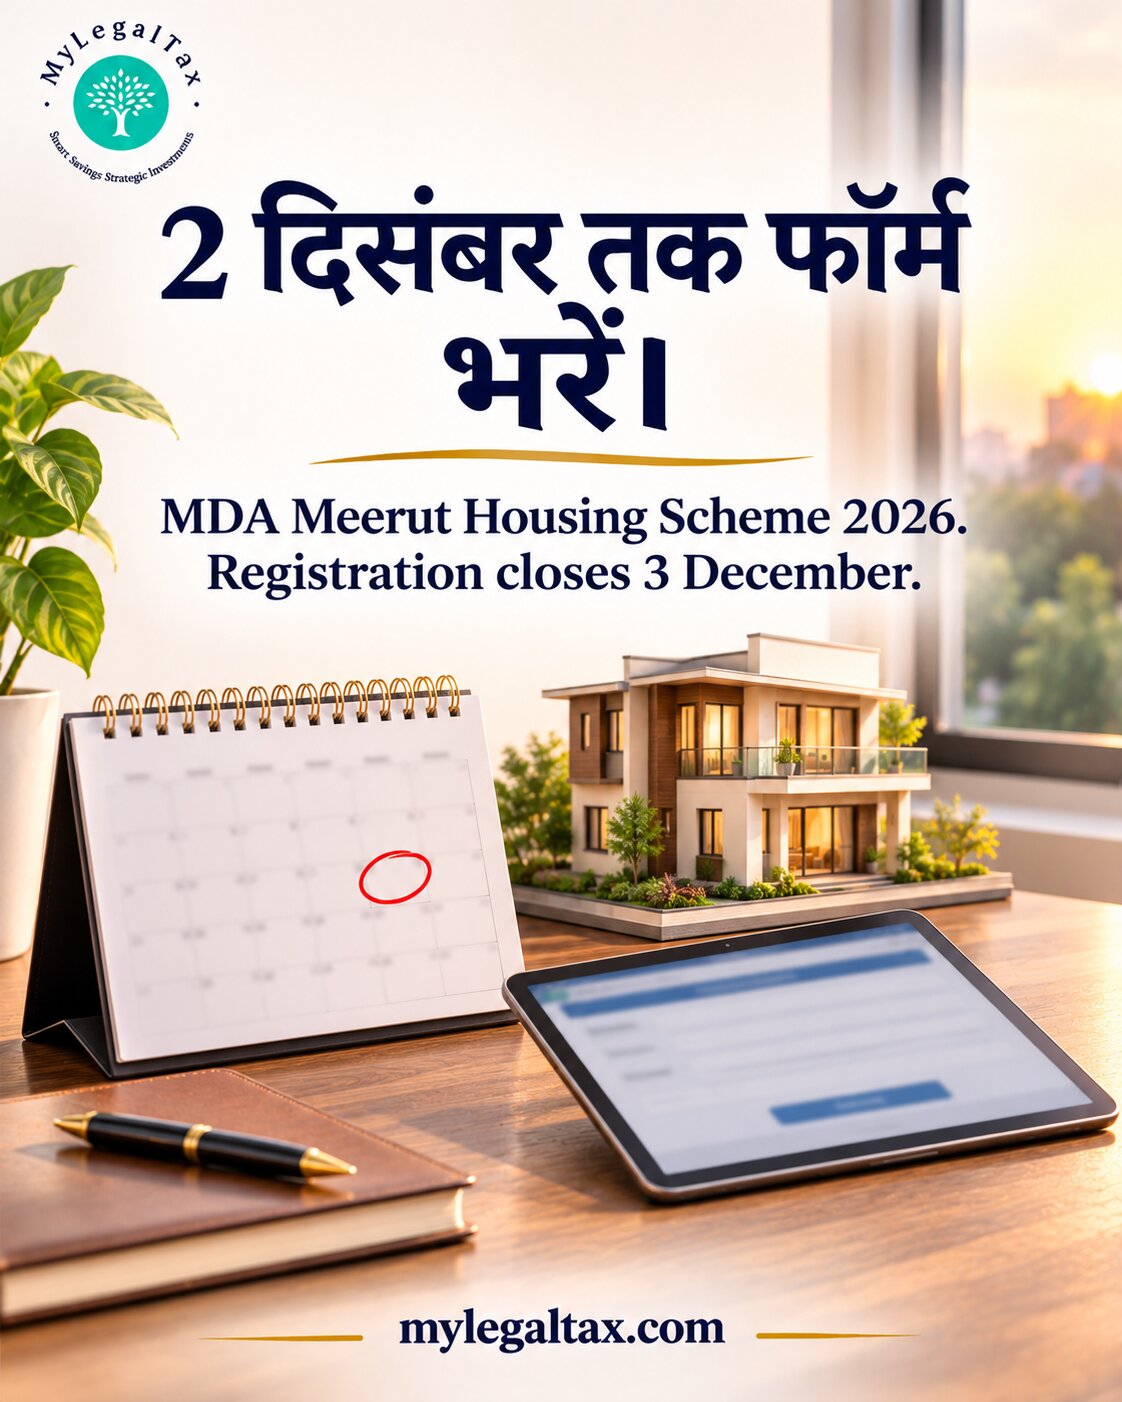 MyLegalTax
Smart Savings Strategic Investments
2 दिसंबर तक फॉर्म
भरें।
MDA Meerut Housing Scheme 2026.
Registration closes 3 December.
mylegaltax.com